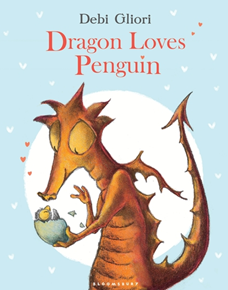 Debi Gliori
Dragon Loves
Penguin
BLOOMSBURY